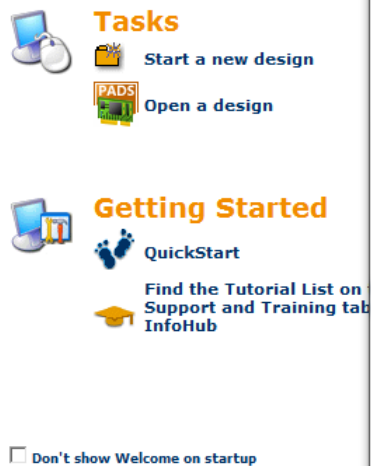 Tasks
Start a new design
PADS
Open a design
Getting Started
QuickStart
Find the Tutorial List on
Support and Training tab
InfoHub
Don't show Welcome on startup